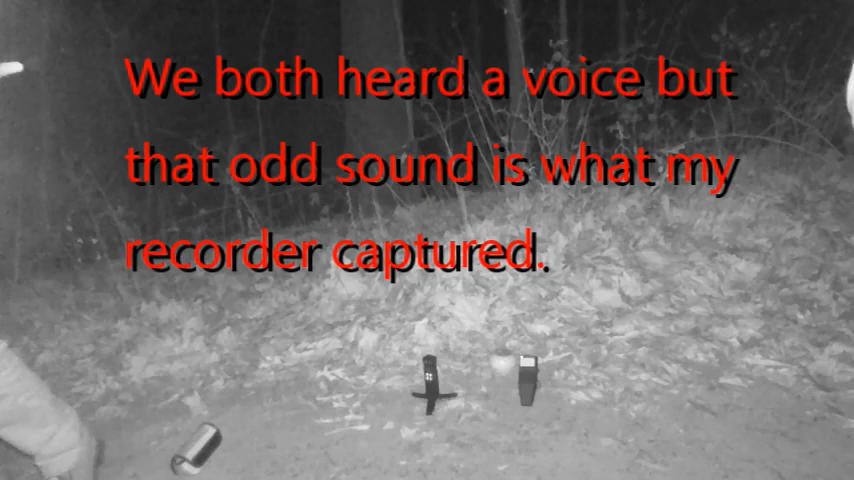 We both heard a voice but
that odd sound is what my
recorder captured.